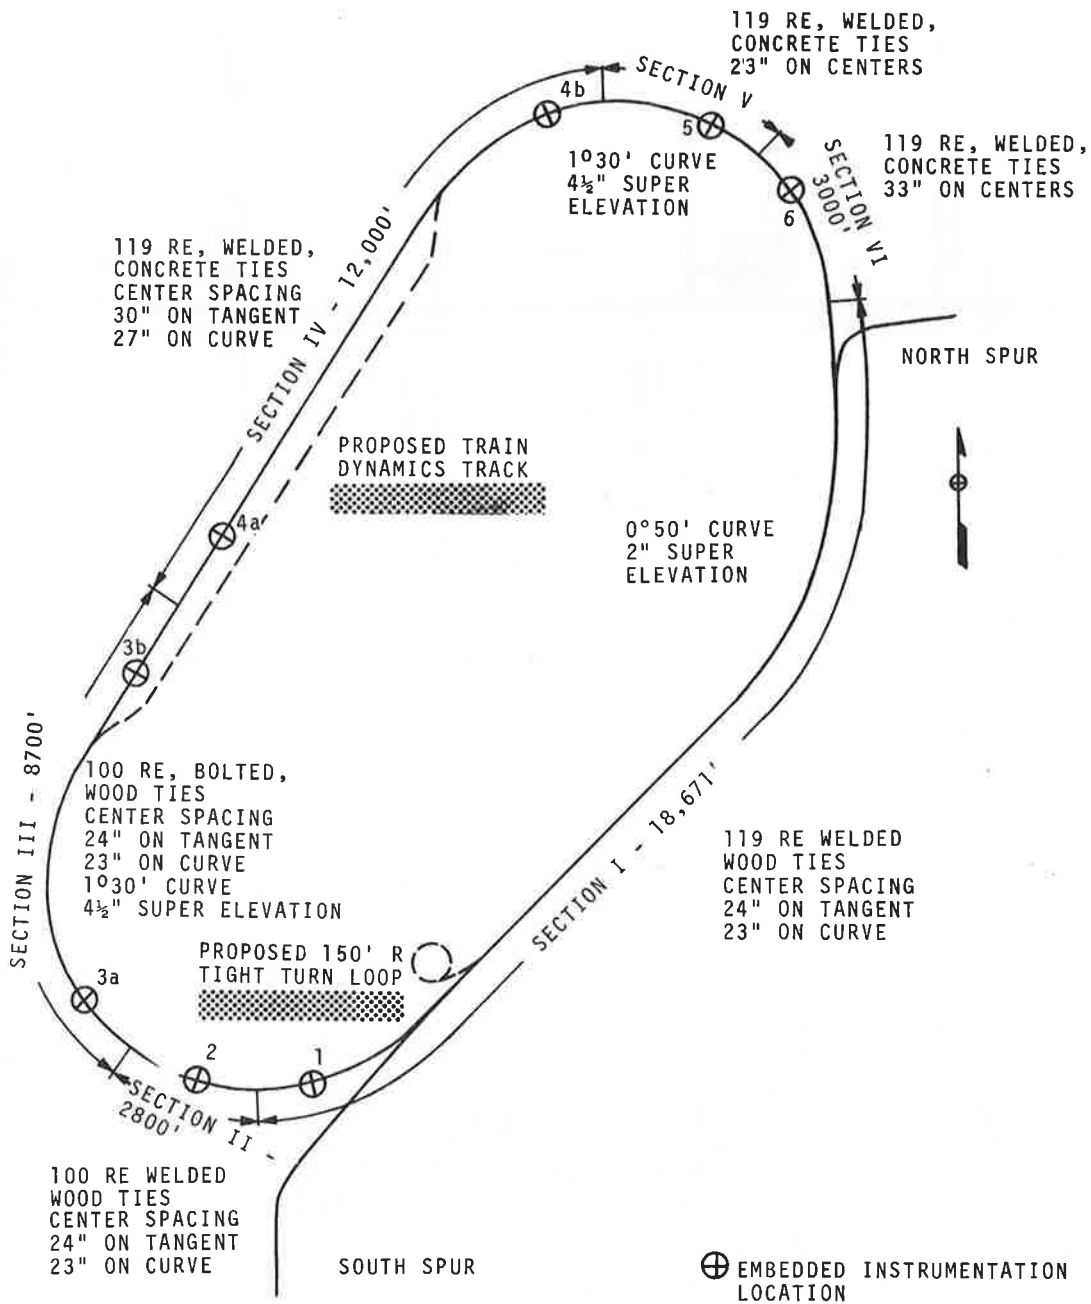 119 RE, WELDED,
CONCRETE TIES
2'3" ON CENTERS
SECTION V
4b
5
1°30' CURVE
4½" SUPER
ELEVATION
6
SECTION VI
3000'
119 RE, WELDED,
CONCRETE TIES
33" ON CENTERS
119 RE, WELDED,
CONCRETE TIES
CENTER SPACING
30" ON TANGENT
27" ON CURVE
SECTION IV - 12,000'
NORTH SPUR
PROPOSED TRAIN
DYNAMICS TRACK
4a
0°50' CURVE
2" SUPER
ELEVATION
3b
SECTION III - 8700'
100 RE, BOLTED,
WOOD TIES
CENTER SPACING
24" ON TANGENT
23" ON CURVE
1°30' CURVE
4½" SUPER ELEVATION
SECTION I - 18,671'
119 RE WELDED
WOOD TIES
CENTER SPACING
24" ON TANGENT
23" ON CURVE
PROPOSED 150' R
TIGHT TURN LOOP
3a
2
1
SECTION II -
2800'
100 RE WELDED
WOOD TIES
CENTER SPACING
24" ON TANGENT
23" ON CURVE
SOUTH SPUR
EMBEDDED INSTRUMENTATION
LOCATION